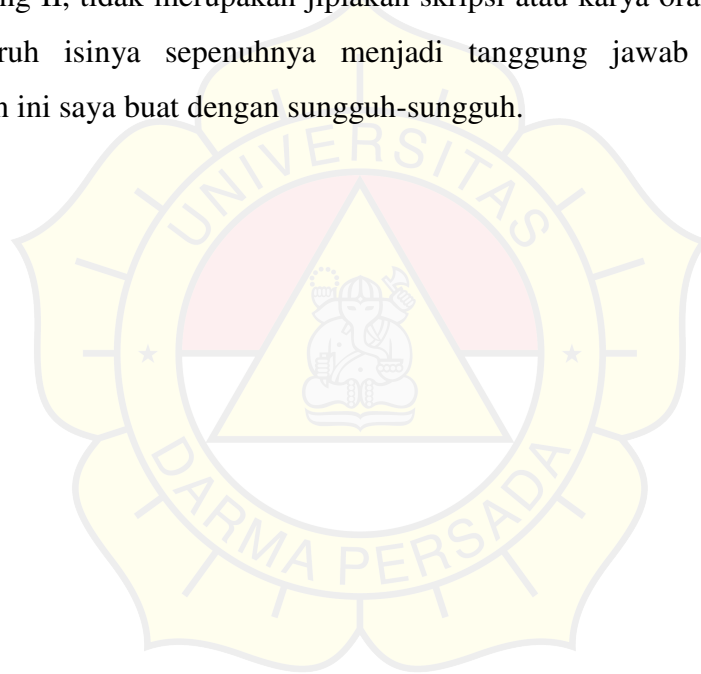 ng II, tidak merupakan jiplakan skripsi atau karya ora
ruh isinya sepenuhnya menjadi tanggung jawab
n ini saya buat dengan sungguh-sungguh.
UNIVERSITAS
DARMA PERSADA